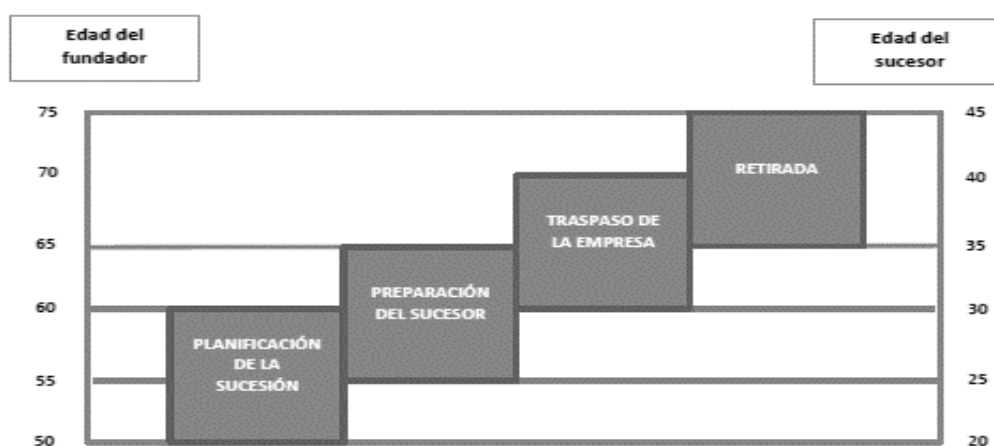 Edad del
fundador
Edad del
sucesor
75
45
70
RETIRADA
40
TRASPASO DE
LA EMPRESA
65
35
PREPARACIÓN
DEL SUCESOR
60
30
PLANIFICACIÓN
DE LA
SUCESIÓN
55
25
50
20